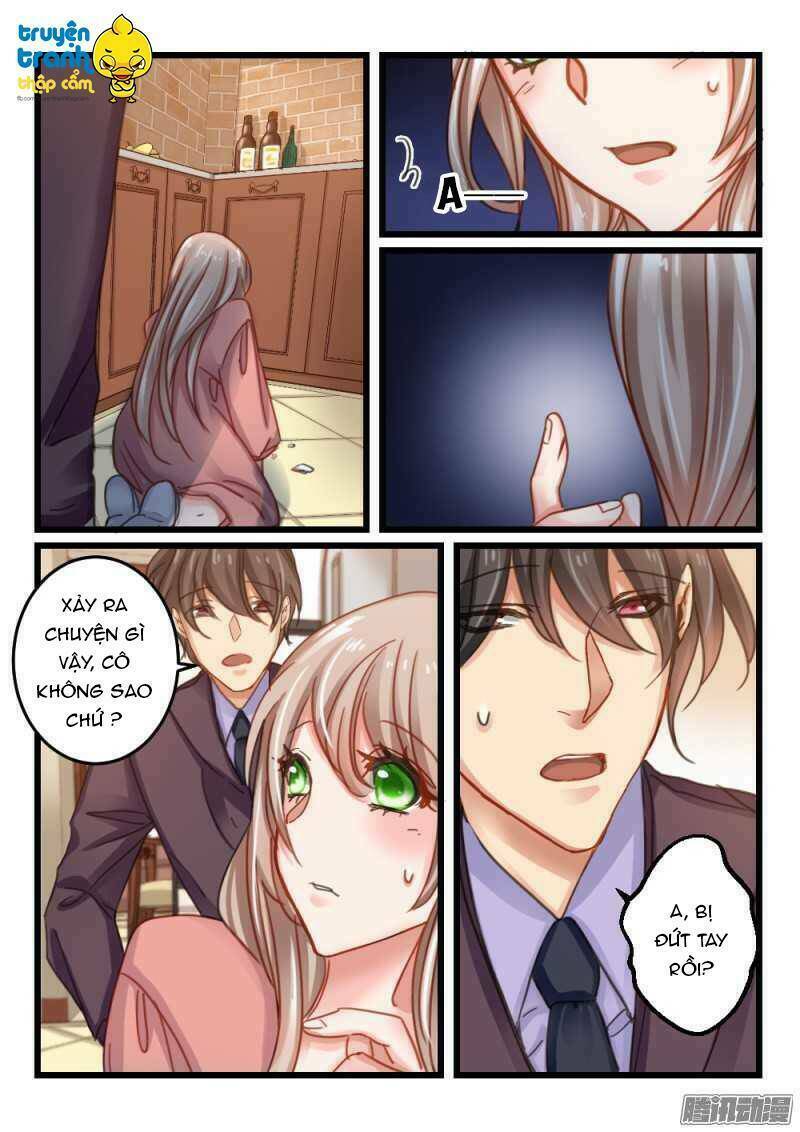 truyện
tranh
thập cẩm
A
XẢY RA
CHUYỆN GÌ
VẬY, CÔ
KHÔNG SAO
CHỨ ?
A, BỊ
ĐỨT TAY
RỒI?
腾讯动漫